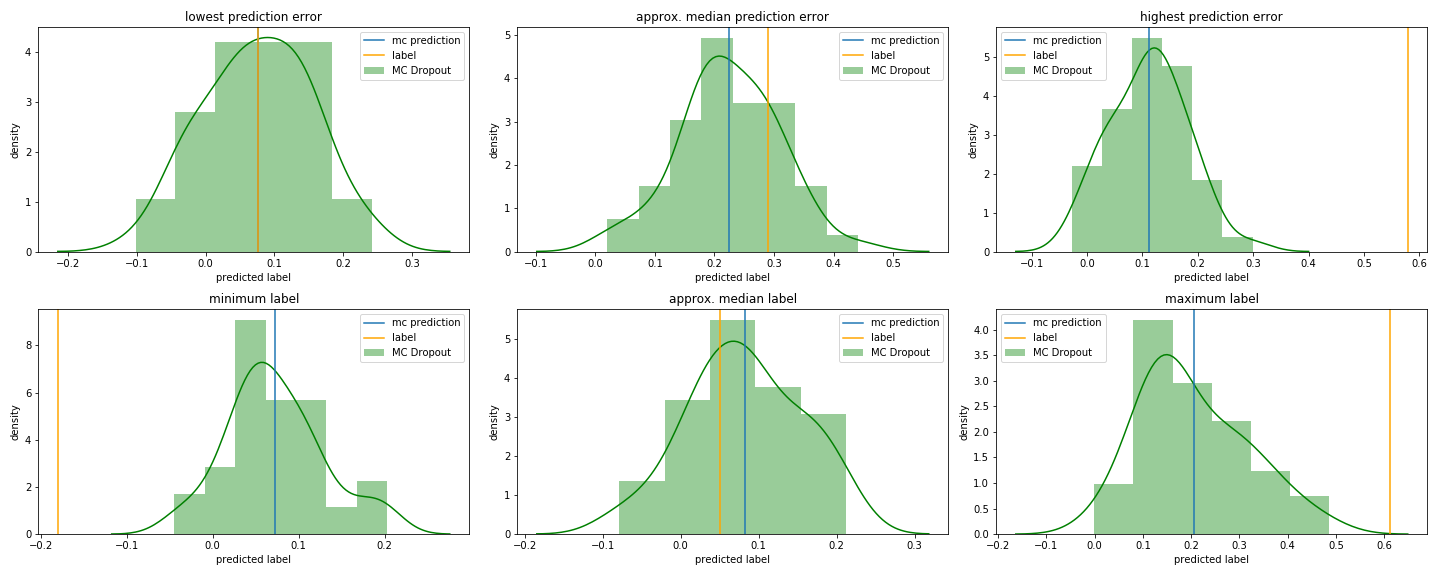 lowest prediction error
approx. median prediction error
highest prediction error
mc prediction
label
MC Dropout
mc prediction
label
MC Dropout
mc prediction
label
MC Dropout
density
4
3
2
1
0
−0.2 −0.1 0.0 0.1 0.2 0.3
predicted label
density
5
4
3
2
1
0
−0.1 0.0 0.1 0.2 0.3 0.4 0.5
predicted label
density
5
4
3
2
1
0
−0.1 0.0 0.1 0.2 0.3 0.4 0.5 0.6
predicted label
minimum label
approx. median label
maximum label
mc prediction
label
MC Dropout
mc prediction
label
MC Dropout
mc prediction
label
MC Dropout
density
8
6
4
2
0
−0.2 −0.1 0.0 0.1 0.2
predicted label
density
5
4
3
2
1
0
−0.2 −0.1 0.0 0.1 0.2 0.3
predicted label
density
4.0
3.5
3.0
2.5
2.0
1.5
1.0
0.5
0.0
−0.2 −0.1 0.0 0.1 0.2 0.3 0.4 0.5 0.6
predicted label